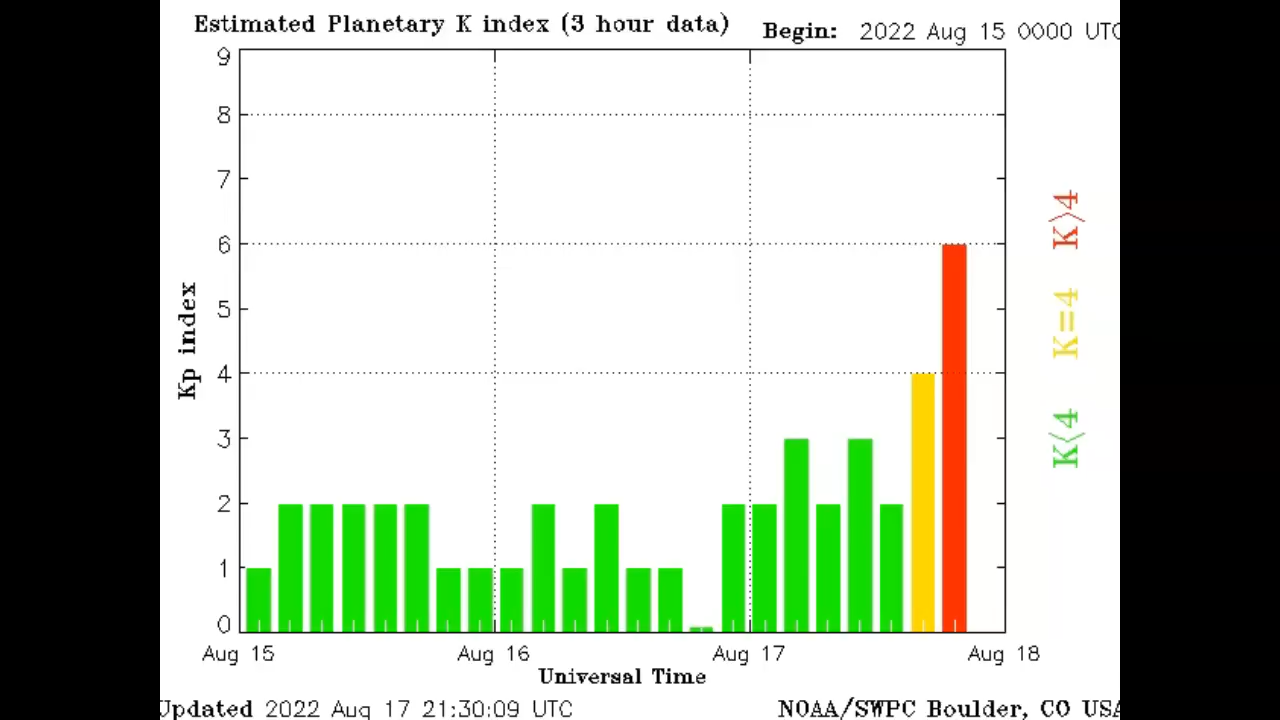 Estimated Planetary K index (3 hour data) Begin: 2022 Aug 15 0000 UTC
9
8
7
6
5
4
3
2
1
0
Kp index
K>4
K=4
K<4
Aug 15 Aug 16 Aug 17 Aug 18
Universal Time
Updated 2022 Aug 17 21:30:09 UTC NOAA/SWPC Boulder, CO USA